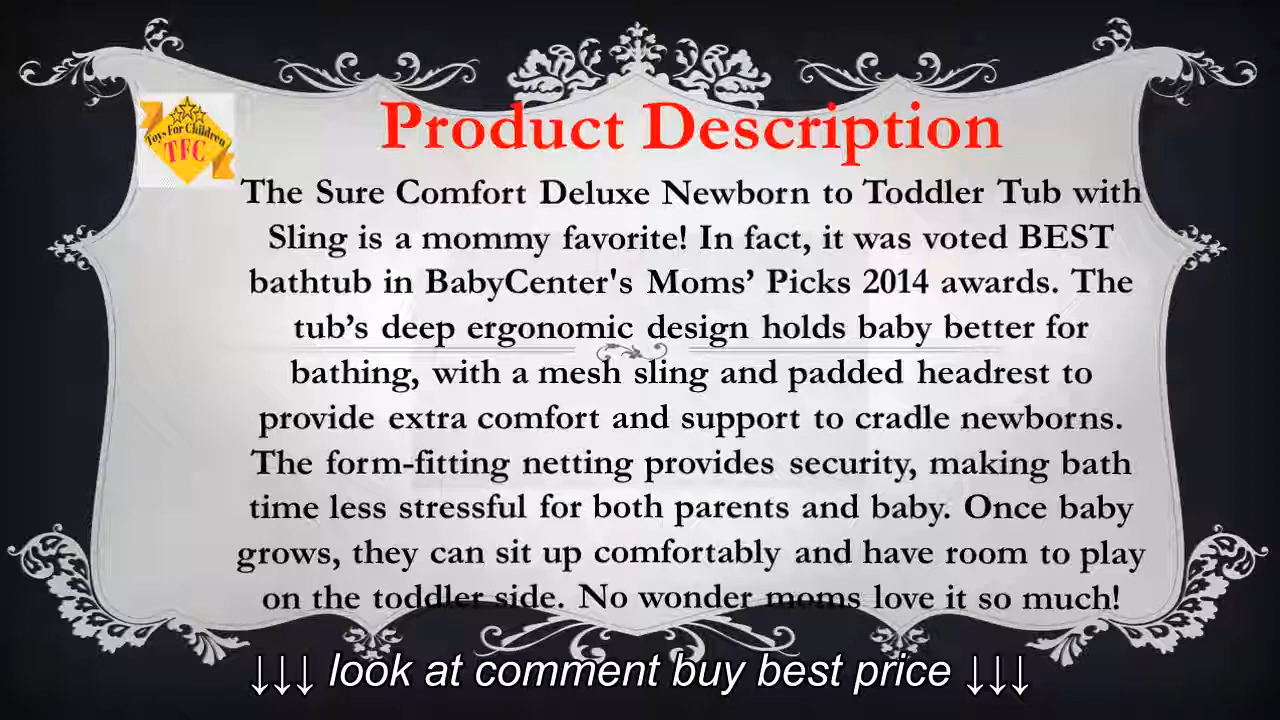 Product Description
Toys For Children
TFC
The Sure Comfort Deluxe Newborn to Toddler Tub with
Sling is a mommy favorite! In fact, it was voted BEST
bathtub in BabyCenter's Moms’ Picks 2014 awards. The
tub’s deep ergonomic design holds baby better for
bathing, with a mesh sling and padded headrest to
provide extra comfort and support to cradle newborns.
The form-fitting netting provides security, making bath
time less stressful for both parents and baby. Once baby
grows, they can sit up comfortably and have room to play
on the toddler side. No wonder moms love it so much!
↓↓↓ look at comment buy best price ↓↓↓